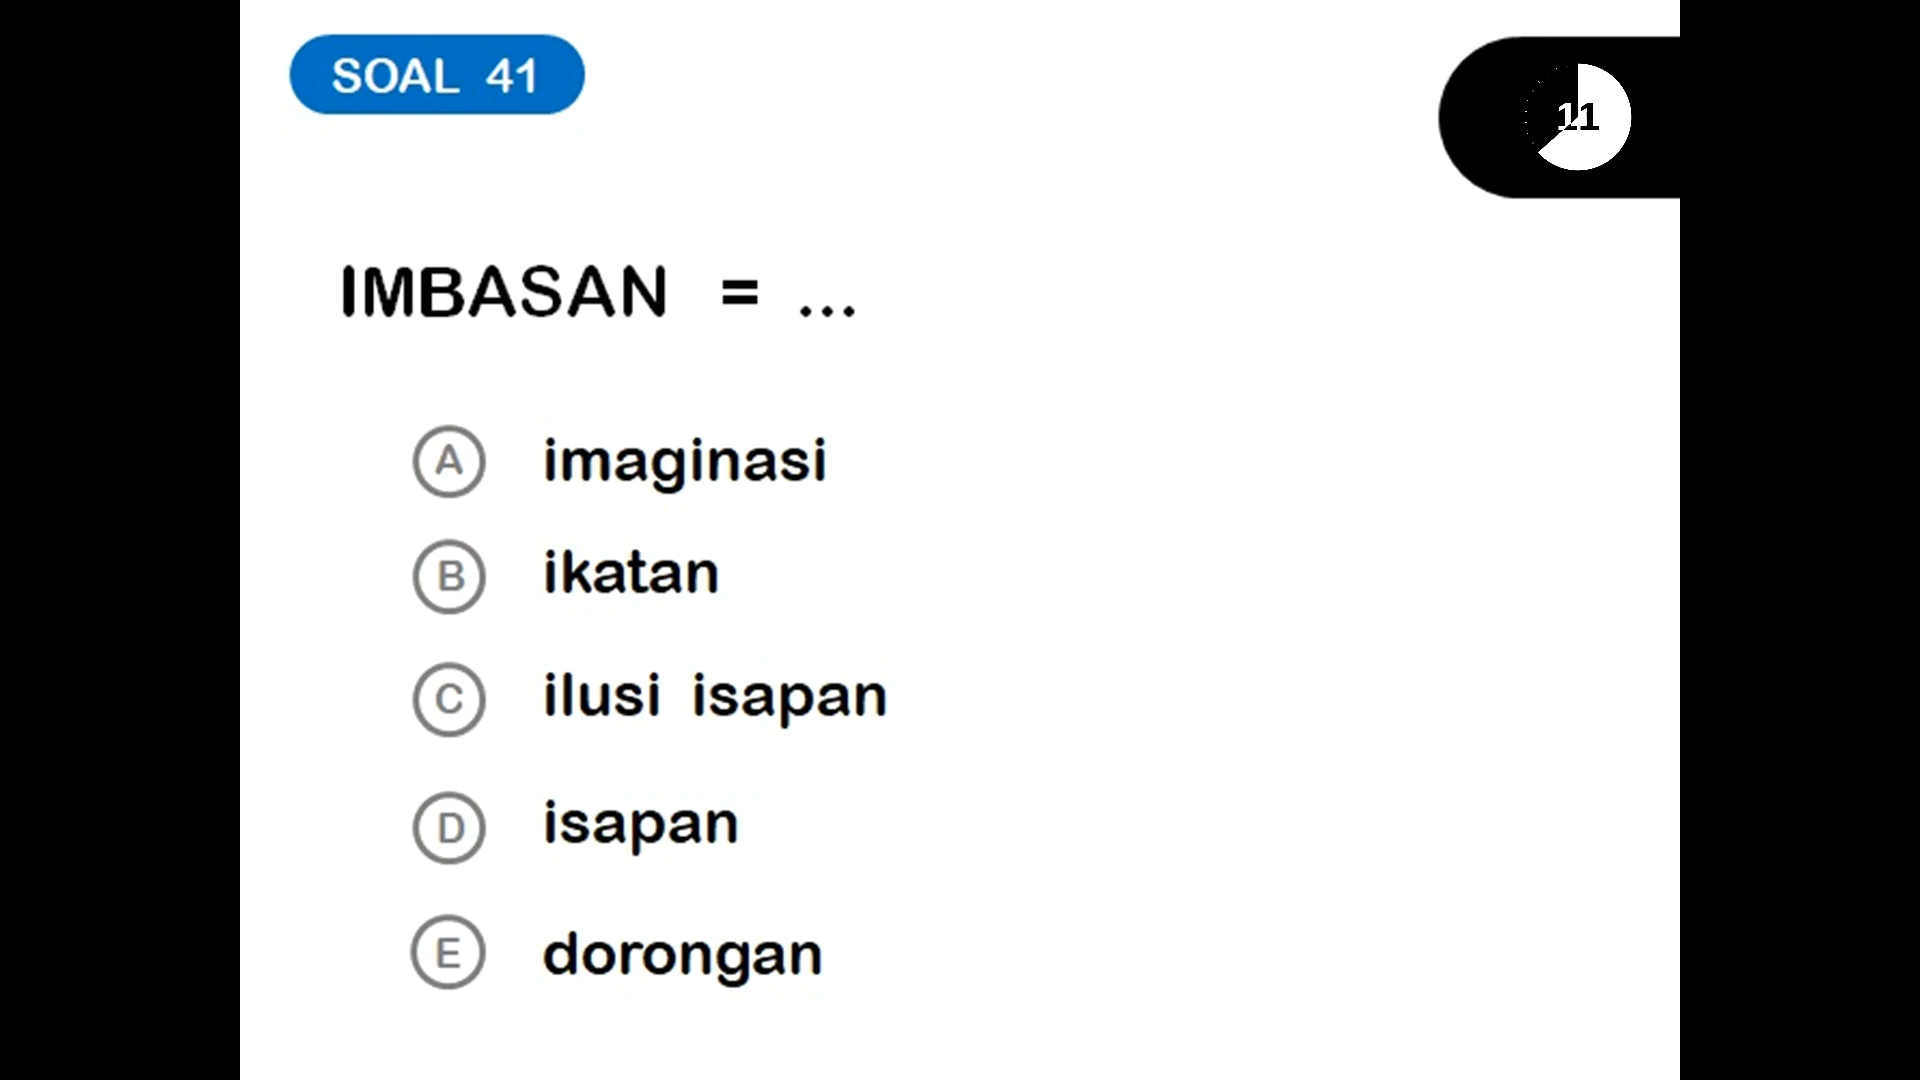 SOAL 41
11
IMBASAN = ...
A imaginasi
B ikatan
C ilusi isapan
D isapan
E dorongan